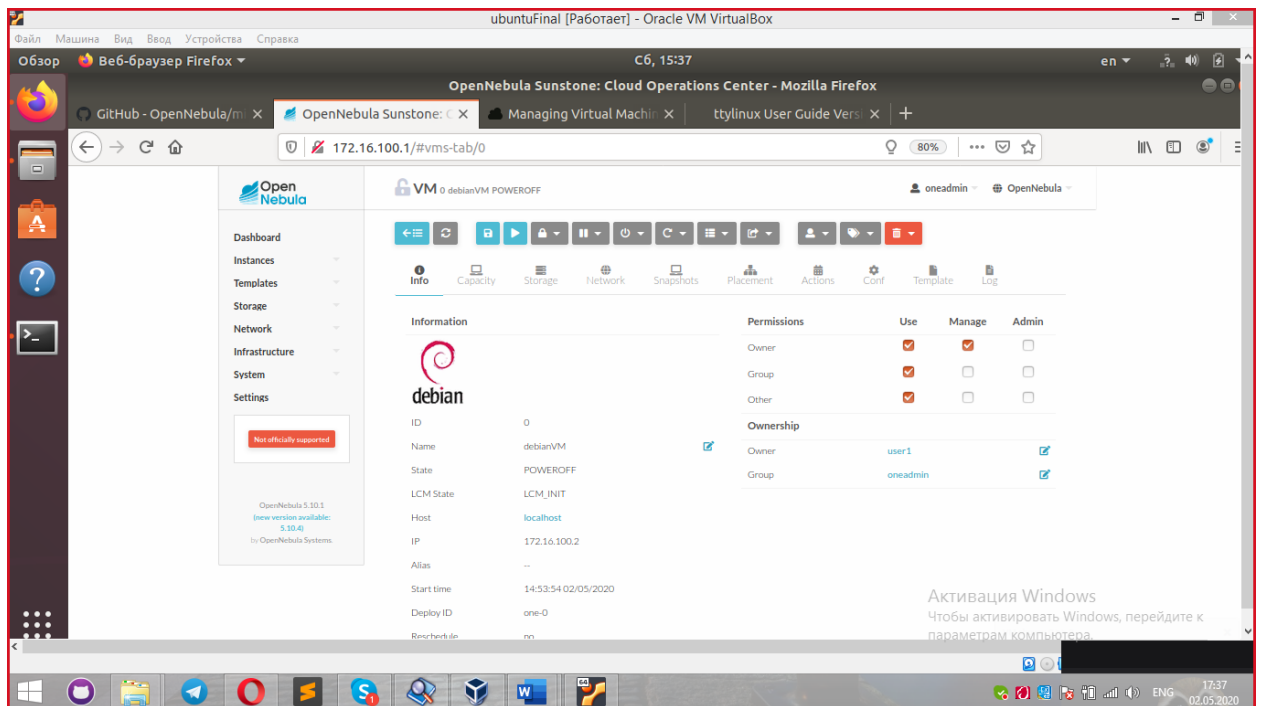 ubuntuFinal [Работает] - Oracle VM VirtualBox
Файл Машина Вид Ввод Устройства Справка
Обзор Веб-браузер Firefox Сб, 15:37 en
OpenNebula Sunstone: Cloud Operations Center - Mozilla Firefox
GitHub - OpenNebula/mi OpenNebula Sunstone: C Managing Virtual Machin ttylinux User Guide Versi
172.16.100.1/#vms-tab/0 80%
Open Nebula
VM 0 debianVM POWEROFF oneadmin OpenNebula
Dashboard
Instances
Templates
Storage
Network
Infrastructure
System
Settings
Not officially supported
OpenNebula 5.10.1
(new version available:
5.10.4)
by OpenNebula Systems.
Info Capacity Storage Network Snapshots Placement Actions Conf Template Log
Information
debian
ID 0
Name debianVM
State POWEROFF
LCM State LCM_INIT
Host localhost
IP 172.16.100.2
Alias --
Start time 14:53:54 02/05/2020
Deploy ID one-0
Reschedule no
Permissions Use Manage Admin
Owner
Group
Other
Ownership
Owner user1
Group oneadmin
Активация Windows
Чтобы активировать Windows, перейдите к
параметрам компьютера.
ENG 17:37
02.05.2020